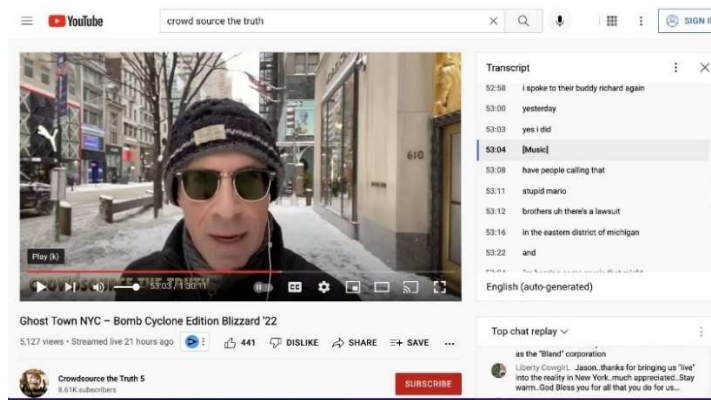 YouTube
crowd source the truth
SIGN I
610
Play (k)
53:03 / 1:30:11
Ghost Town NYC – Bomb Cyclone Edition Blizzard '22
5,127 views • Streamed live 21 hours ago
441
DISLIKE
SHARE
SAVE
Crowdsource the Truth 5
8.61K subscribers
SUBSCRIBE
Transcript
52:58 i spoke to their buddy richard again
53:00 yesterday
53:03 yes i did
53:04 [Music]
53:08 have people calling that
53:11 stupid mario
53:12 brothers uh there's a lawsuit
53:16 in the eastern district of michigan
53:22 and
English (auto-generated)
Top chat replay
as the "Bland" corporation
Liberty CowgirL Jason..thanks for bringing us "live"
into the reality in New York..much appreciated..Stay
warm..God Bless you for all that you do for us...